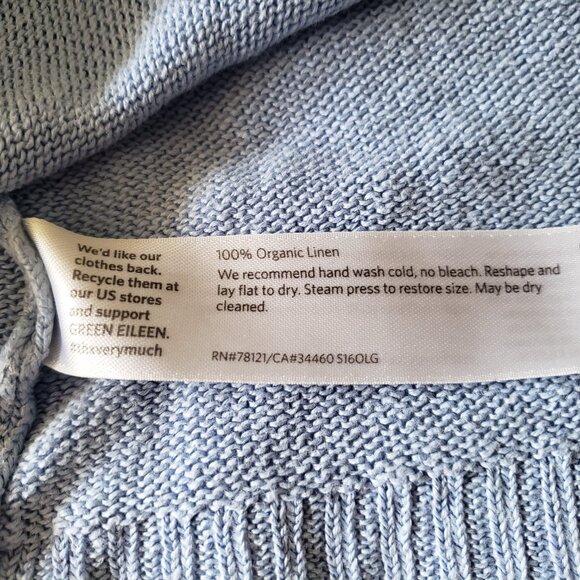 We'd like our
clothes back.
Recycle them at
our US stores
and support
GREEN EILEEN.
#thxverymuch
100% Organic Linen
We recommend hand wash cold, no bleach. Reshape and
lay flat to dry. Steam press to restore size. May be dry
cleaned.
RN#78121/CA#34460 S16OLG